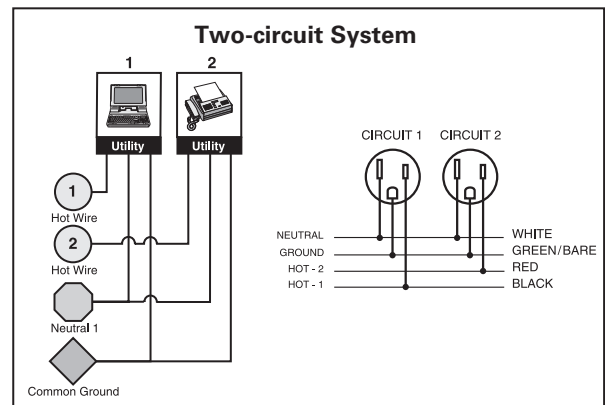 Two-circuit System
1 2
Utility Utility
1
Hot Wire
2
Hot Wire
Neutral 1
Common Ground
CIRCUIT 1 CIRCUIT 2
NEUTRAL WHITE
GROUND GREEN/BARE
HOT - 2 RED
HOT - 1 BLACK